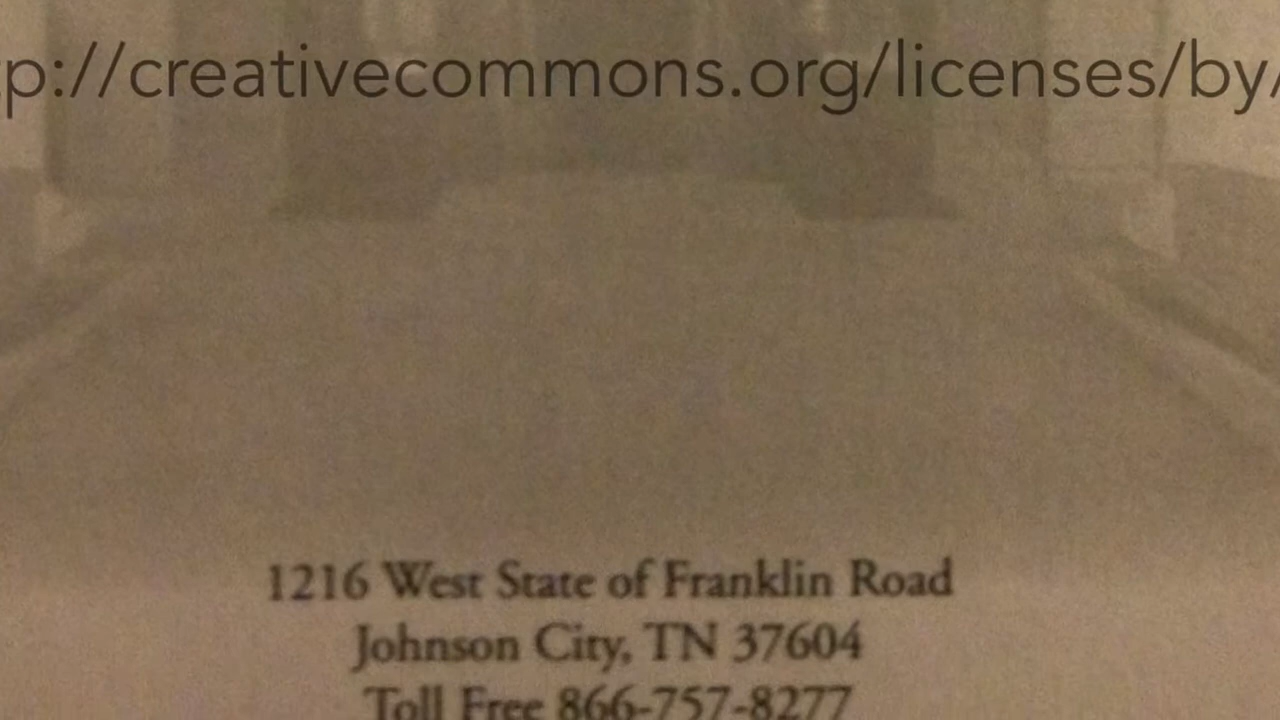 p://creativecommons.org/licenses/by/
1216 West State of Franklin Road
Johnson City, TN 37604
Toll Free 866-757-8277